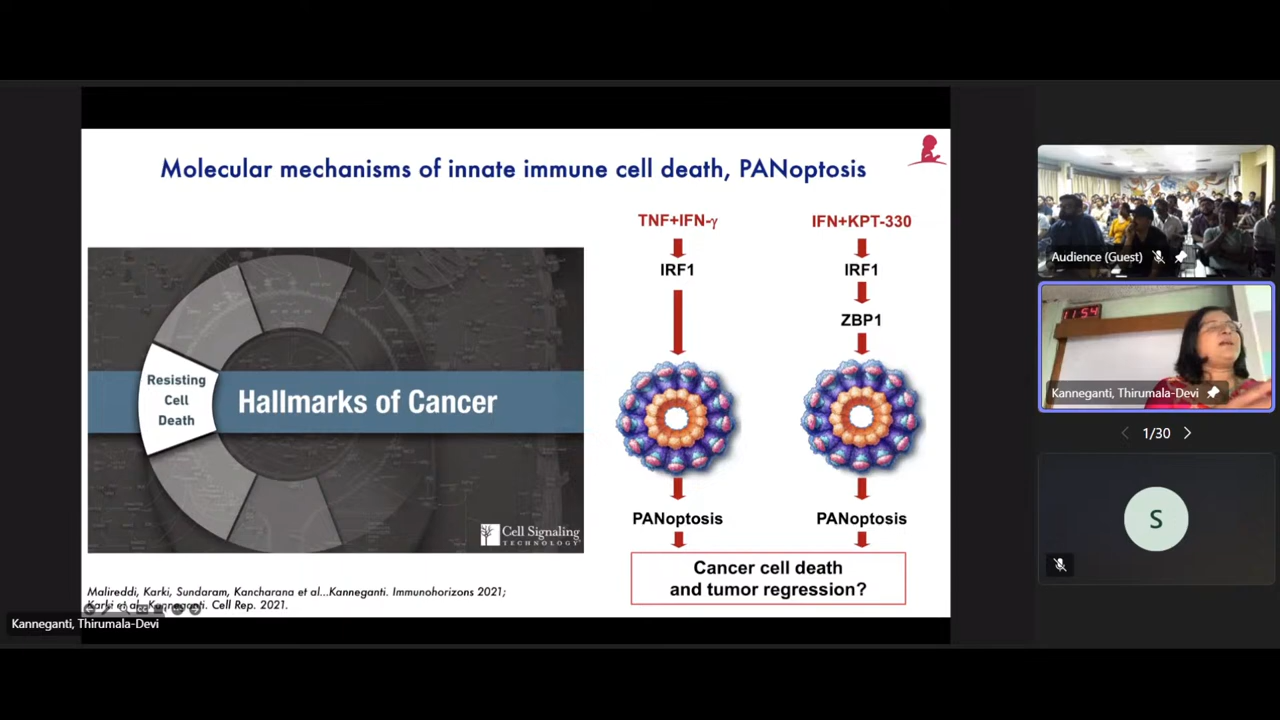 Molecular mechanisms of innate immune cell death, PANoptosis
TNF+IFN-γ
IRF1
PANoptosis
IFN+KPT-330
IRF1
ZBP1
PANoptosis
Cancer cell death
and tumor regression?
Resisting
Cell
Death
Hallmarks of Cancer
Cell Signaling
TECHNOLOGY
Malireddi, Karki, Sundaram, Kancharana et al...Kanneganti. Immunohorizons 2021;
Karki et al...Kanneganti. Cell Rep. 2021.
Kanneganti, Thirumala-Devi
Audience (Guest)
11:54
Kanneganti, Thirumala-Devi
1/30
S